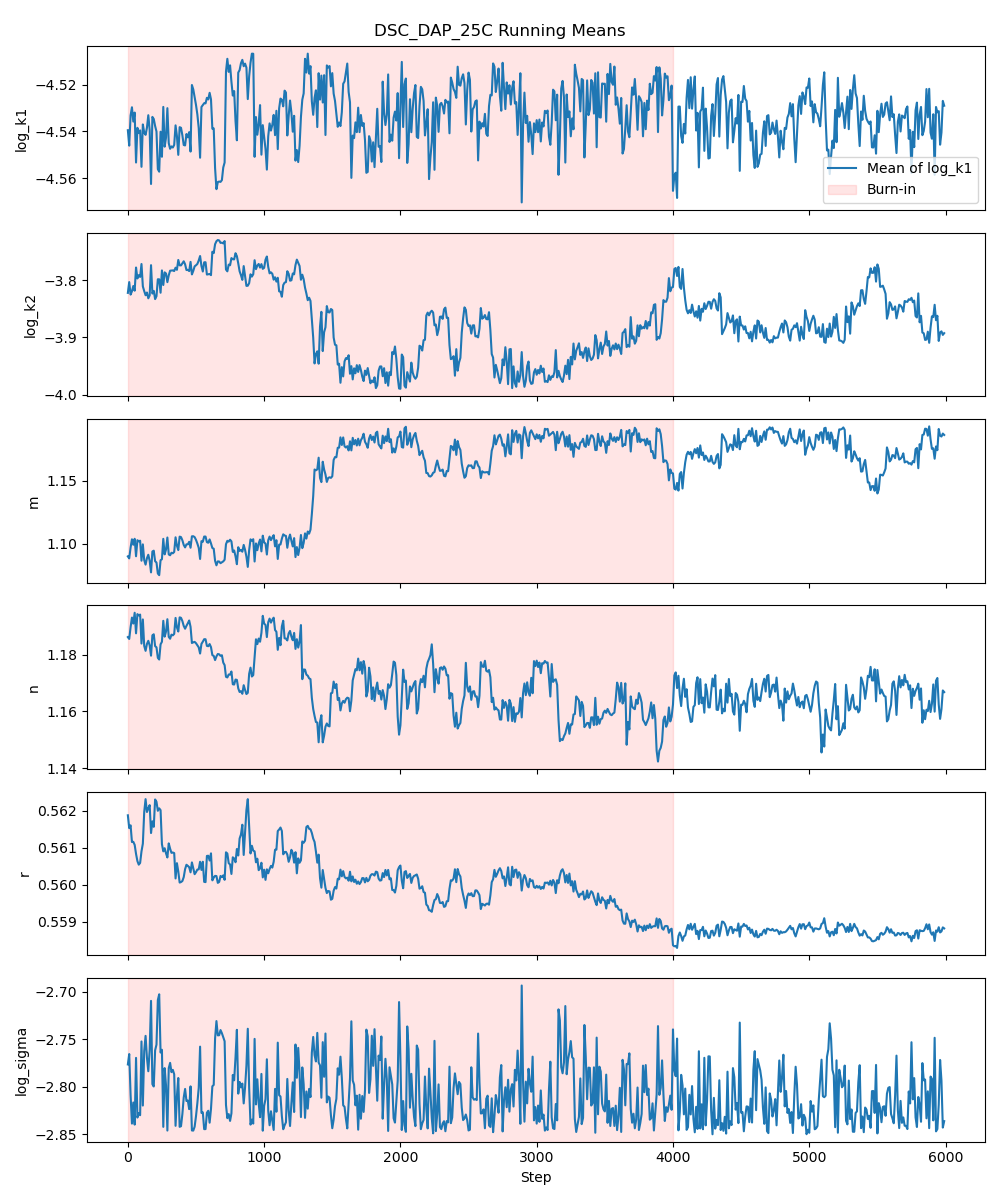 DSC_DAP_25C Running Means
log_k1
−4.52
−4.54
−4.56
Mean of log_k1
Burn-in
log_k2
−3.8
−3.9
−4.0
m
1.15
1.10
n
1.18
1.16
1.14
r
0.562
0.561
0.560
0.559
log_sigma
−2.70
−2.75
−2.80
−2.85
0 1000 2000 3000 4000 5000 6000
Step